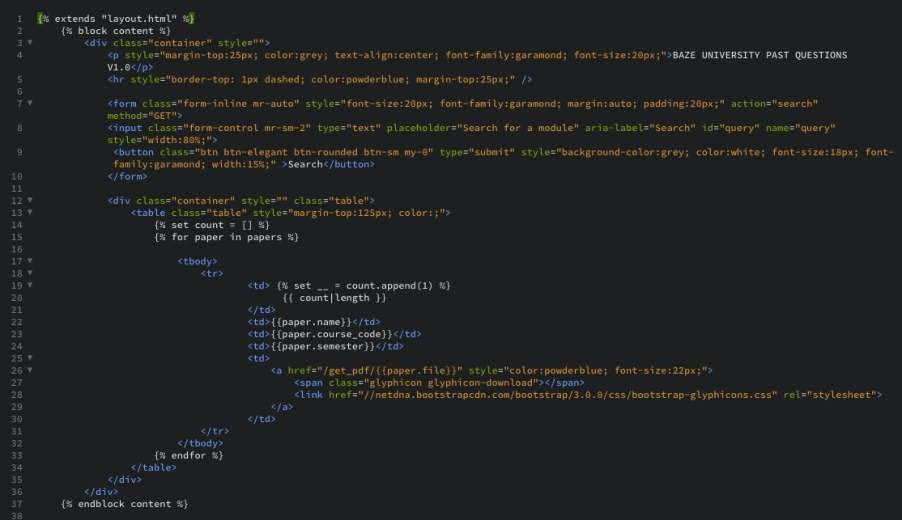 1 {% extends "layout.html" %}
2 {% block content %}
3 <div class="container" style="">
4 <p style="margin-top:25px; color:grey; text-align:center; font-family:garamond; font-size:20px;">BAZE UNIVERSITY PAST QUESTIONS
V1.0</p>
5 <hr style="border-top: 1px dashed; color:powderblue; margin-top:25px;" />
6
7 <form class="form-inline mr-auto" style="font-size:20px; font-family:garamond; margin:auto; padding:20px;" action="search"
method="GET">
8 <input class="form-control mr-sm-2" type="text" placeholder="Search for a module" aria-label="Search" id="query" name="query"
style="width:80%;">
9 <button class="btn btn-elegant btn-rounded btn-sm my-0" type="submit" style="background-color:grey; color:white; font-size:18px; font-
family:garamond; width:15%;" >Search</button>
10 </form>
11
12 <div class="container" style="" class="table">
13 <table class="table" style="margin-top:125px; color:;">
14 {% set count = [] %}
15 {% for paper in papers %}
16
17 <tbody>
18 <tr>
19 <td> {% set __ = count.append(1) %}
20 {{ count|length }}
21 </td>
22 <td>{{paper.name}}</td>
23 <td>{{paper.course_code}}</td>
24 <td>{{paper.semester}}</td>
25 <td>
26 <a href="/get_pdf/{{paper.file}}" style="color:powderblue; font-size:22px;">
27 <span class="glyphicon glyphicon-download"></span>
28 <link href="//netdna.bootstrapcdn.com/bootstrap/3.0.0/css/bootstrap-glyphicons.css" rel="stylesheet">
29 </a>
30 </td>
31 </tr>
32 </tbody>
33 {% endfor %}
34 </table>
35 </div>
36 </div>
37 {% endblock content %}
38